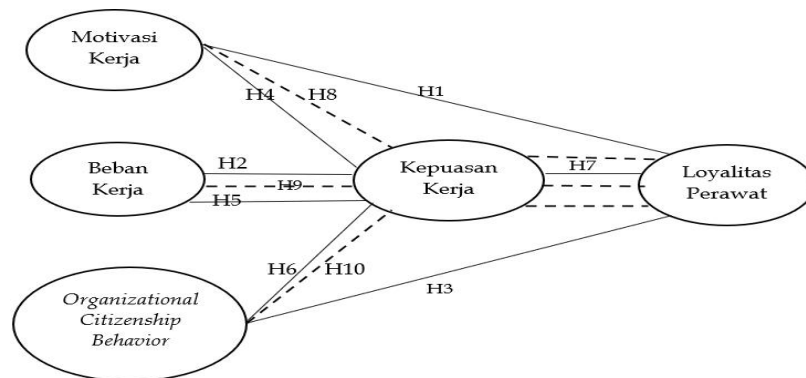 Motivasi
Kerja
H4
H8
H1
Beban
Kerja
H2
H9
H5
Kepuasan
Kerja
H7
Loyalitas
Perawat
Organizational
Citizenship
Behavior
H6
H10
H3